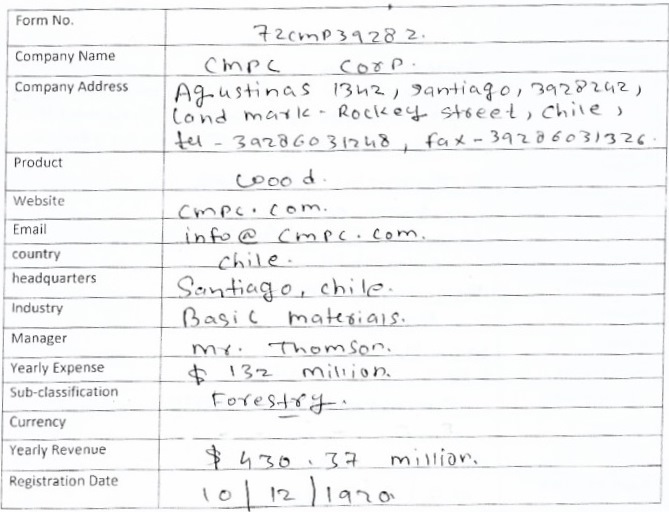 Form No.
72cmp39282.
Company Name
Cmpc Corp.
Company Address
Agustinas 1342, santiago, 3928242,
land mark - Rockey street, chile,
tel - 39286031248, fax - 39286031326.
Product
Wood.
Website
Cmpc.com.
Email
info@cmpc.com.
country
chile.
headquarters
Santiago, chile.
Industry
Basic materials.
Manager
mr. Thomson.
Yearly Expense
$ 132 million.
Sub-classification
Forestry.
Currency
Yearly Revenue
$ 430.37 million.
Registration Date
10/12/1920